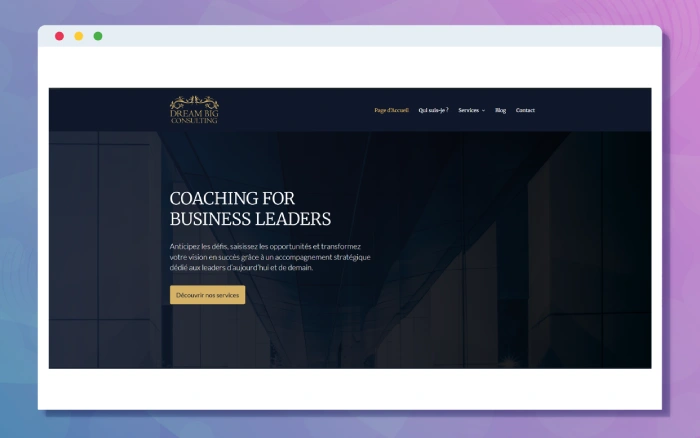 DREAM BIG
CONSULTING
Page d'Accueil Qui suis-je ? Services Blog Contact
COACHING FOR
BUSINESS LEADERS
Anticipez les défis, saisissez les opportunités et transformez
votre vision en succès grâce à un accompagnement stratégique
dédié aux leaders d'aujourd'hui et de demain.
Découvrir nos services